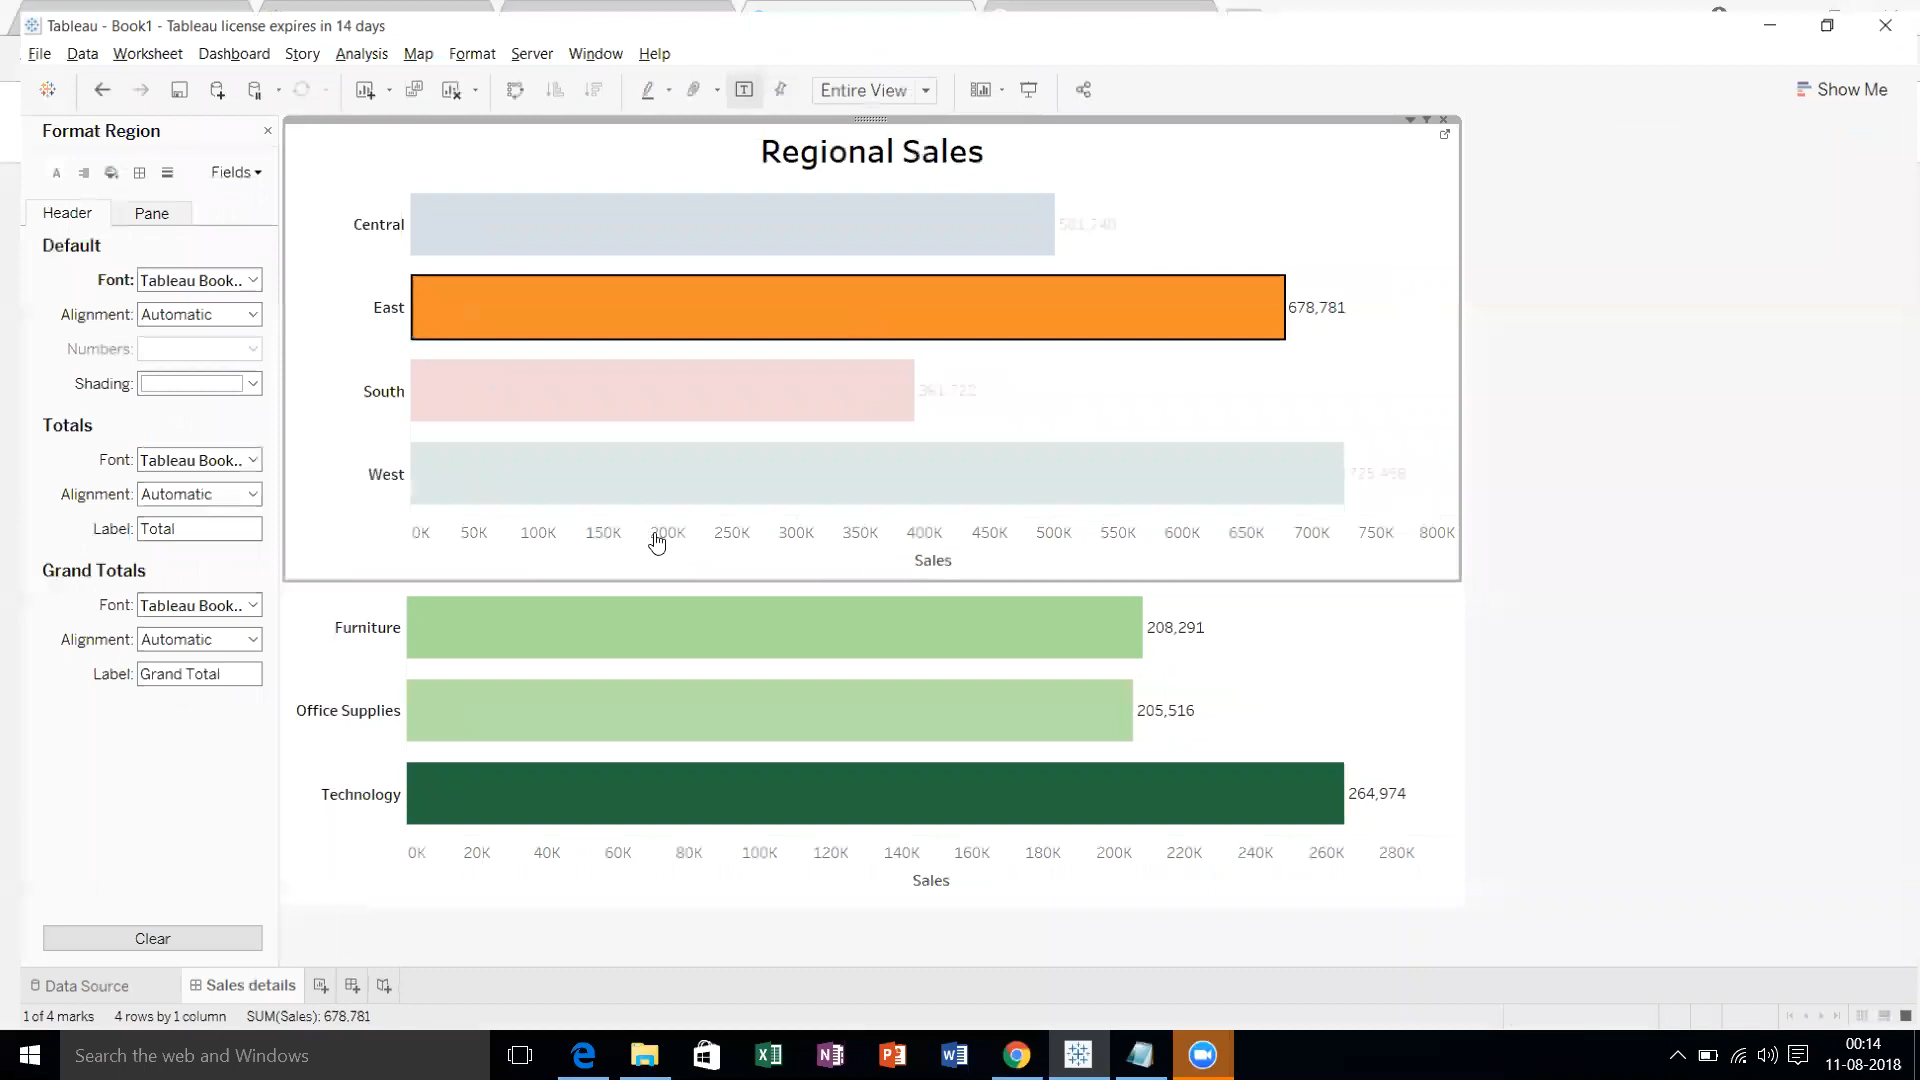 Tableau - Book1 - Tableau license expires in 14 days
File Data Worksheet Dashboard Story Analysis Map Format Server Window Help
Entire View
Show Me
Format Region
Fields
Header Pane
Default
Font: Tableau Book..
Alignment: Automatic
Numbers:
Shading:
Totals
Font: Tableau Book..
Alignment: Automatic
Label: Total
Grand Totals
Font: Tableau Book..
Alignment: Automatic
Label: Grand Total
Clear
Regional Sales
Central
East 678,781
South
West
0K 50K 100K 150K 200K 250K 300K 350K 400K 450K 500K 550K 600K 650K 700K 750K 800K
Sales
Furniture 208,291
Office Supplies 205,516
Technology 264,974
0K 20K 40K 60K 80K 100K 120K 140K 160K 180K 200K 220K 240K 260K 280K
Sales
Data Source Sales details
1 of 4 marks 4 rows by 1 column SUM(Sales): 678,781
Search the web and Windows
00:14
11-08-2018